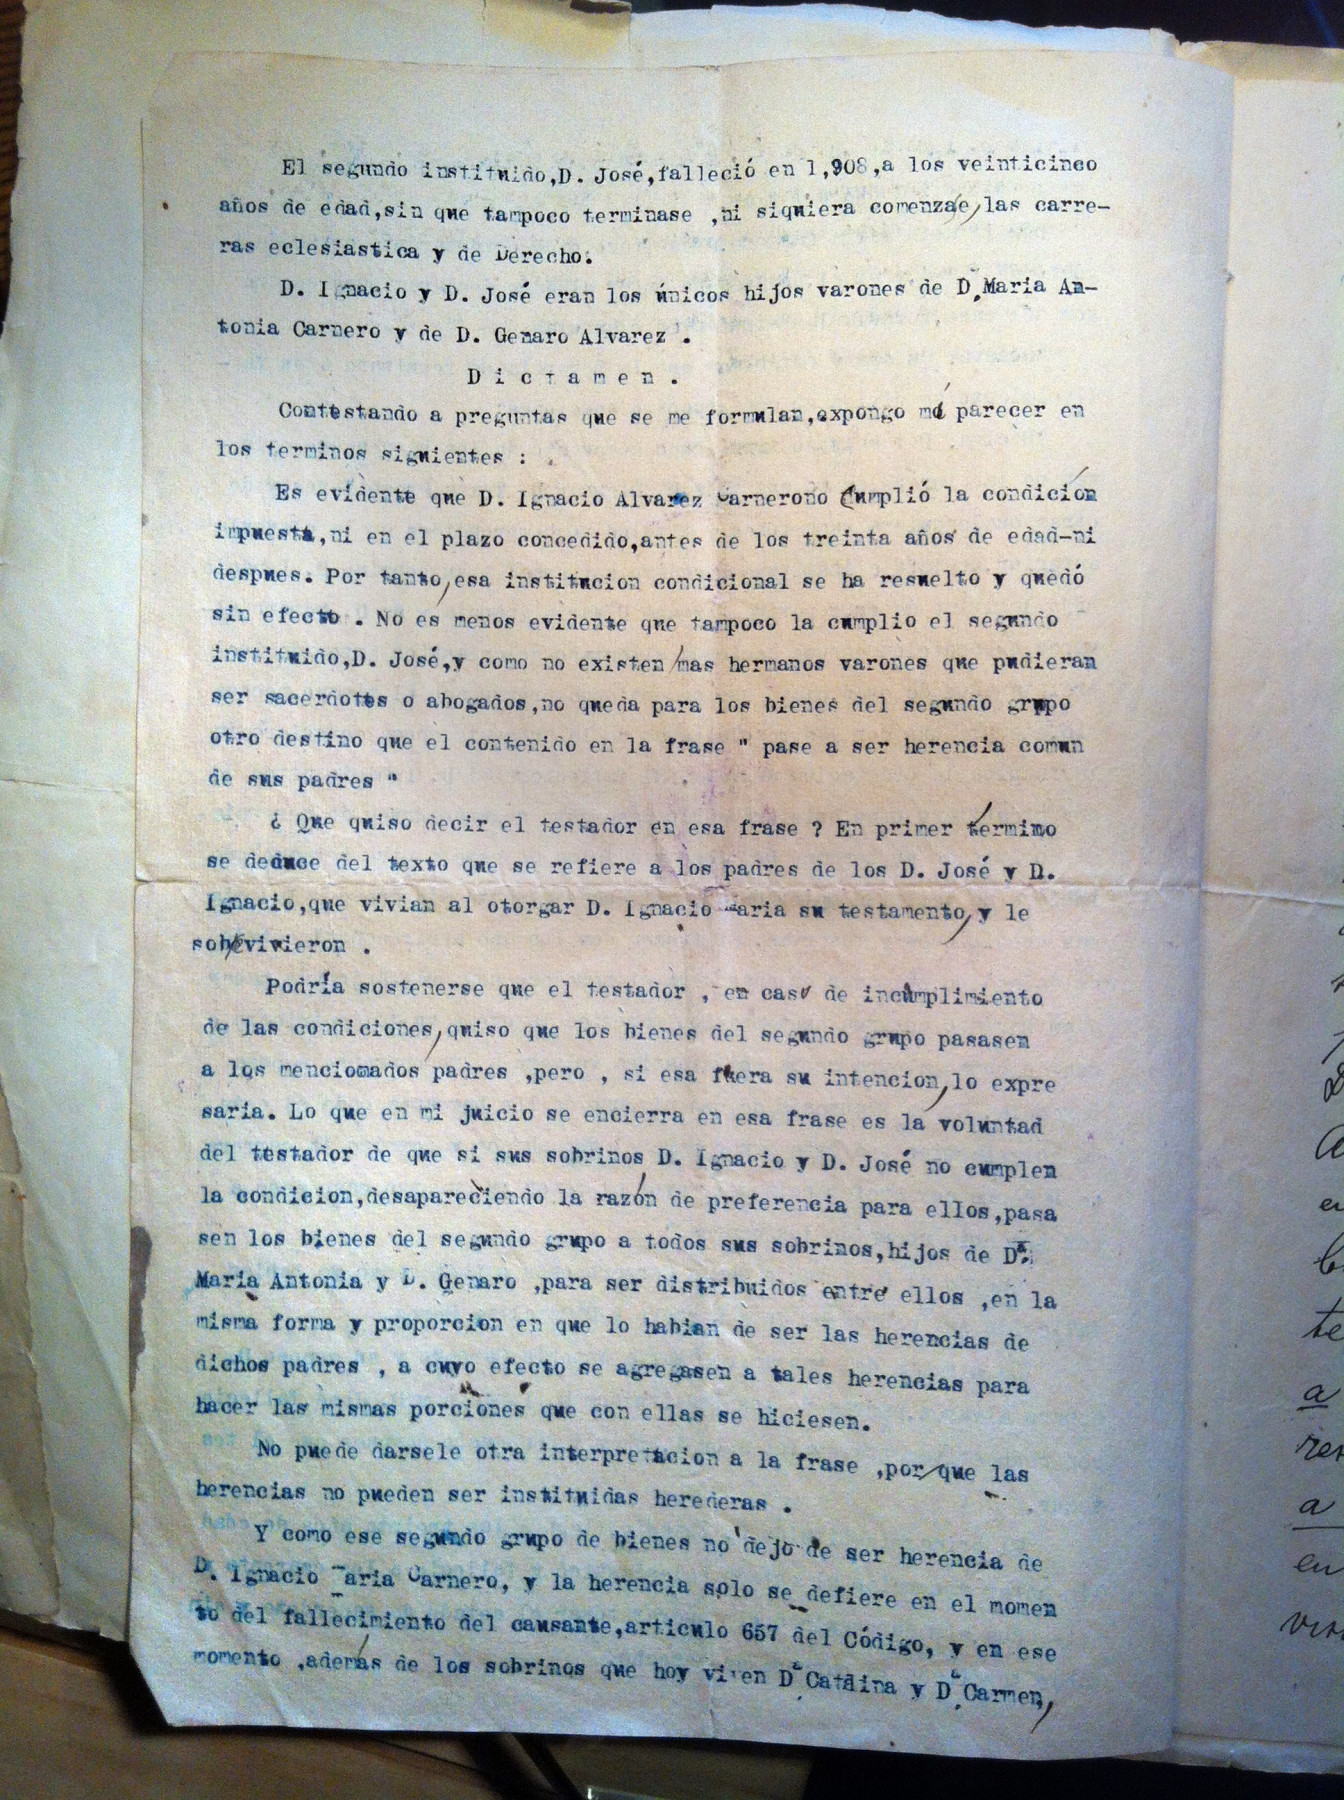 El segundo instituido,D. José,falleció en 1,908,a los veinticinco
años de edad,sin que tampoco terminase ,ni siquiera comenzae,las carre-
ras eclesiastica y de Derecho.
D. Ignacio y D. José eran los únicos hijos varones de Dª Maria An-
tonia Carnero y de D. Genaro Alvarez .
D i c t a m e n .
Contestando a preguntas que se me formulan,expongo mi parecer en
los terminos siguientes :
Es evidente que D. Ignacio Alvarez Carnerono Cumplió la condición
impuesta,ni en el plazo concedido,antes de los treinta años de edad-ni
despues. Por tanto,esa institucion condicional se ha resuelto y quedó
sin efecto . No es menos evidente que tampoco la cumplio el segundo
instituido,D. José,y como no existen mas hermanos varones que pudieran
ser sacerdotes o abogados,no queda para los bienes del segundo grupo
otro destino que el contenido en la frase " pase a ser herencia comun
de sus padres "
¿ Que quiso decir el testador en esa frase ? En primer término
se deduce del texto que se refiere a los padres de los D. José y D.
Ignacio,que vivian al otorgar D. Ignacio Maria su testamento,y le
sobrevivieron .
Podría sostenerse que el testador , en caso de incumplimiento
de las condiciones,quiso que los bienes del segundo grupo pasasen
a los mencionados padres ,pero , si esa fuera su intencion,lo expre
saria. Lo que en mi juicio se encierra en esa frase es la voluntad
del testador de que si sus sobrinos D. Ignacio y D. José no cumplen
la condicion,desapareciendo la razón de preferencia para ellos,pasa
sen los bienes del segundo grupo a todos sus sobrinos,hijos de Dª.
Maria Antonia y D. Genaro ,para ser distribuidos entre ellos ,en la
misma forma y proporcion en que lo habian de ser las herencias de
dichos padres , a cuyo efecto se agregasen a tales herencias para
hacer las mismas porciones que con ellas se hiciesen.
No puede darsele otra interpretacion a la frase ,por que las
herencias no pueden ser instituidas herederas .
Y como ese segundo grupo de bienes no dejo de ser herencia de
D. Ignacio Maria Carnero, y la herencia solo se defiere en el momen
to del fallecimiento del causante,articulo 657 del Código, y en ese
momento ,además de los sobrinos que hoy viven Dª Catalina y Dª Carmen,